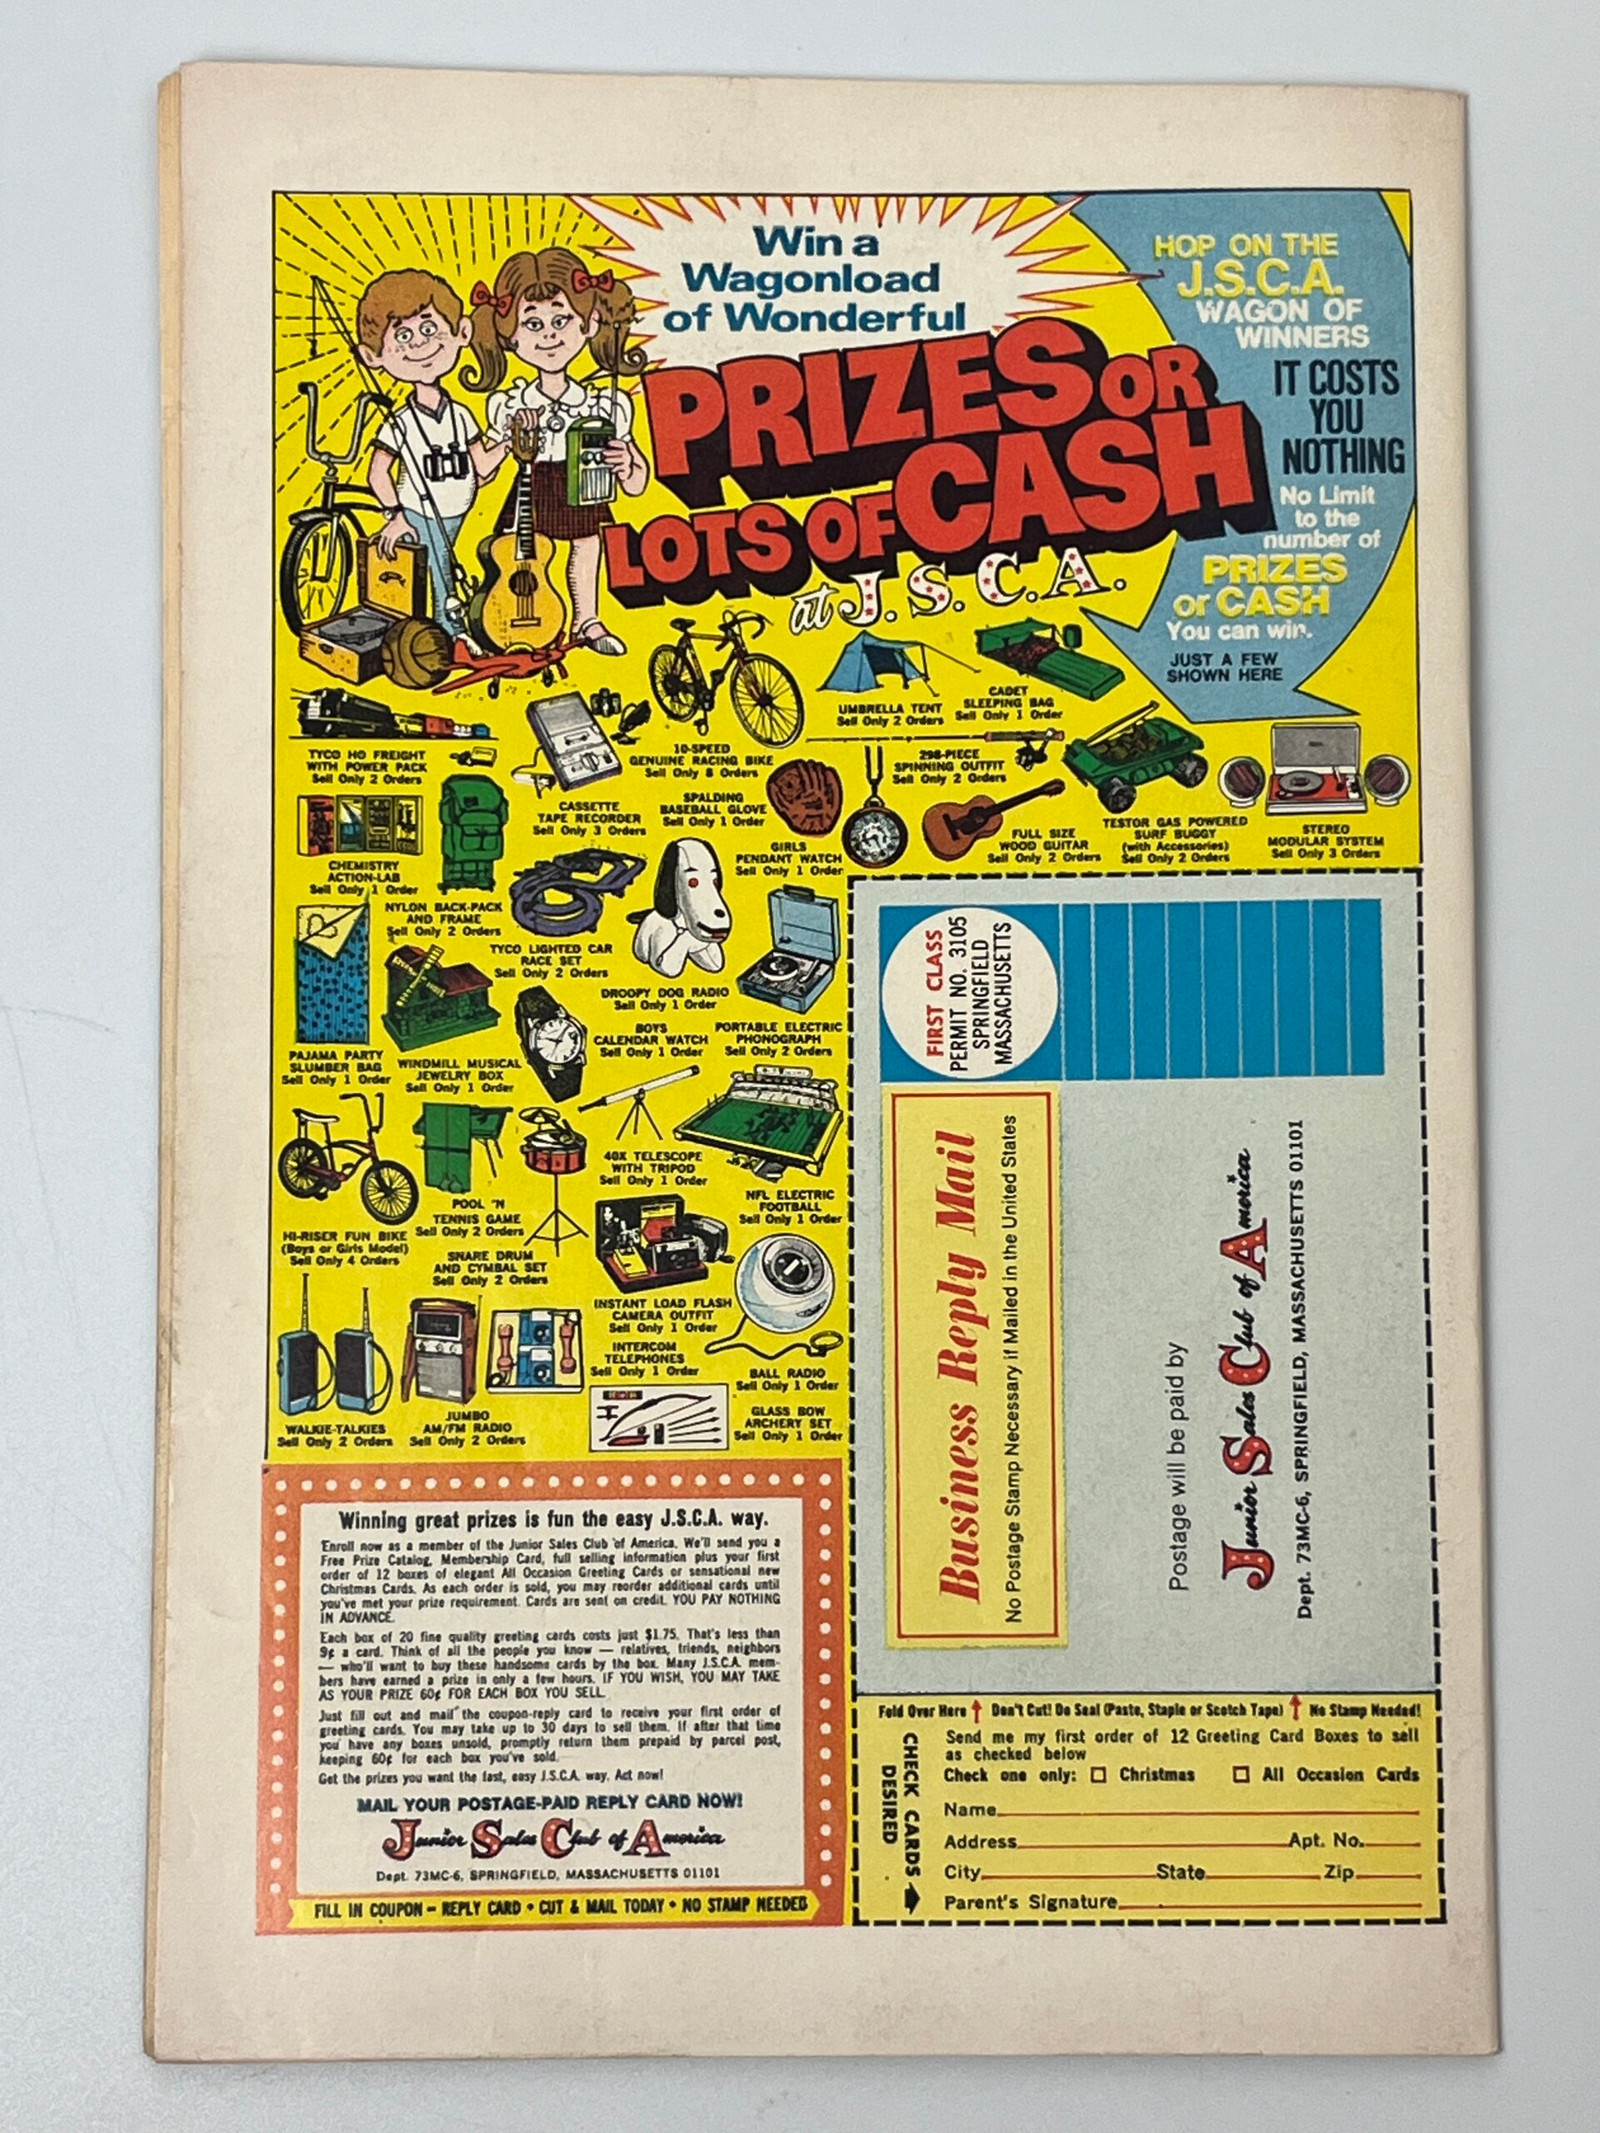 Win a
Wagonload
of Wonderful
PRIZES OR
LOTS OF CASH
at J.S.C.A.
HOP ON THE
J.S.C.A.
WAGON OF
WINNERS
IT COSTS
YOU
NOTHING
No Limit
to the
number of
PRIZES
or CASH
You can win.
JUST A FEW
SHOWN HERE
UMBRELLA TENT
Sell Only 2 Orders
CADET
SLEEPING BAG
Sell Only 1 Order
TYCO HO FREIGHT
WITH POWER PACK
Sell Only 2 Orders
10-SPEED
GENUINE RACING BIKE
Sell Only 8 Orders
298-PIECE
SPINNING OUTFIT
Sell Only 2 Orders
CASSETTE
TAPE RECORDER
Sell Only 3 Orders
SPALDING
BASEBALL GLOVE
Sell Only 1 Order
GIRLS
PENDANT WATCH
Sell Only 1 Order
FULL SIZE
WOOD GUITAR
Sell Only 2 Orders
TESTOR GAS POWERED
SURF BUGGY
(with Accessories)
Sell Only 2 Orders
STEREO
MODULAR SYSTEM
Sell Only 3 Orders
CHEMISTRY
ACTION-LAB
Sell Only 1 Order
NYLON BACK-PACK
AND FRAME
Sell Only 2 Orders
TYCO LIGHTED CAR
RACE SET
Sell Only 2 Orders
DROOPY DOG RADIO
Sell Only 1 Order
BOYS
CALENDAR WATCH
Sell Only 1 Order
PORTABLE ELECTRIC
PHONOGRAPH
Sell Only 2 Orders
PAJAMA PARTY
SLUMBER BAG
Sell Only 1 Order
WINDMILL MUSICAL
JEWELRY BOX
Sell Only 1 Order
40X TELESCOPE
WITH TRIPOD
Sell Only 1 Order
NFL ELECTRIC
FOOTBALL
Sell Only 1 Order
HI-RISER FUN BIKE
(Boys or Girls Model)
Sell Only 4 Orders
POOL 'N
TENNIS GAME
Sell Only 2 Orders
SNARE DRUM
AND CYMBAL SET
Sell Only 2 Orders
INSTANT LOAD FLASH
CAMERA OUTFIT
Sell Only 1 Order
INTERCOM
TELEPHONES
Sell Only 1 Order
BALL RADIO
Sell Only 1 Order
WALKIE-TALKIES
Sell Only 2 Orders
JUMBO
AM/FM RADIO
Sell Only 2 Orders
GLASS BOW
ARCHERY SET
Sell Only 1 Order
Winning great prizes is fun the easy J.S.C.A. way.
Enroll now as a member of the Junior Sales Club of America. We'll send you a
Free Prize Catalog, Membership Card, full selling information plus your first
order of 12 boxes of elegant All Occasion Greeting Cards or sensational new
Christmas Cards. As each order is sold, you may reorder additional cards until
you've met your prize requirement. Cards are sent on credit. YOU PAY NOTHING
IN ADVANCE.
Each box of 20 fine quality greeting cards costs just $1.75. That's less than
9¢ a card. Think of all the people you know — relatives, friends, neighbors
— who'll want to buy these handsome cards by the box. Many J.S.C.A. mem-
bers have earned a prize in only a few hours. IF YOU WISH, YOU MAY TAKE
AS YOUR PRIZE 60¢ FOR EACH BOX YOU SELL.
Just fill out and mail the coupon-reply card to receive your first order of
greeting cards. You may take up to 30 days to sell them. If after that time
you have any boxes unsold, promptly return them prepaid by parcel post,
keeping 60¢ for each box you've sold.
Get the prizes you want the fast, easy J.S.C.A. way. Act now!
MAIL YOUR POSTAGE-PAID REPLY CARD NOW!
Junior Sales Club of America
Dept. 73MC-6, SPRINGFIELD, MASSACHUSETTS 01101
FILL IN COUPON – REPLY CARD • CUT & MAIL TODAY • NO STAMP NEEDED
FIRST CLASS
PERMIT NO. 3105
SPRINGFIELD
MASSACHUSETTS
Business Reply Mail
No Postage Stamp Necessary if Mailed in the United States
Postage will be paid by
Junior Sales Club of America
Dept. 73MC-6, SPRINGFIELD, MASSACHUSETTS 01101
Fold Over Here ↑ Don't Cut! Do Seal (Paste, Staple or Scotch Tape) ↑ No Stamp Needed!
CHECK CARDS
DESIRED
Send me my first order of 12 Greeting Card Boxes to sell
as checked below
Check one only: □ Christmas □ All Occasion Cards
Name
Address Apt. No.
City State Zip
Parent's Signature